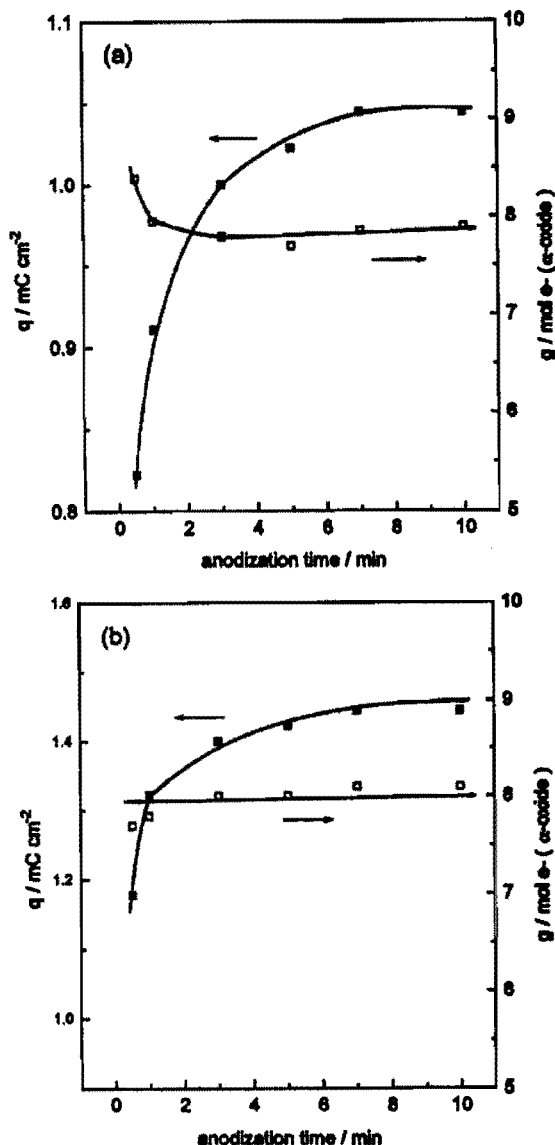 (a)
1.1
1.0
0.9
0.8
q / mC cm-2
10
9
8
7
6
5
g / mol e- (α-oxide)
0 2 4 6 8 10
anodization time / min
(b)
1.6
1.4
1.2
1.0
q / mC cm-2
10
9
8
7
6
5
g / mol e- ( α-oxide)
0 2 4 6 8 10
anodization time / min